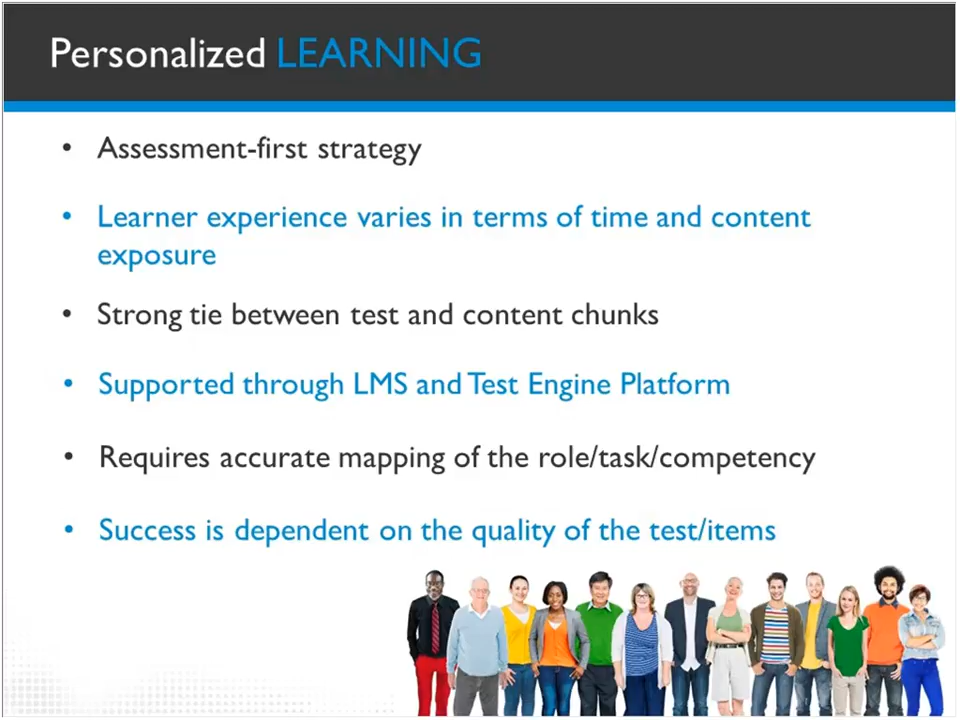 Personalized LEARNING
• Assessment-first strategy
• Learner experience varies in terms of time and content
exposure
• Strong tie between test and content chunks
• Supported through LMS and Test Engine Platform
• Requires accurate mapping of the role/task/competency
• Success is dependent on the quality of the test/items